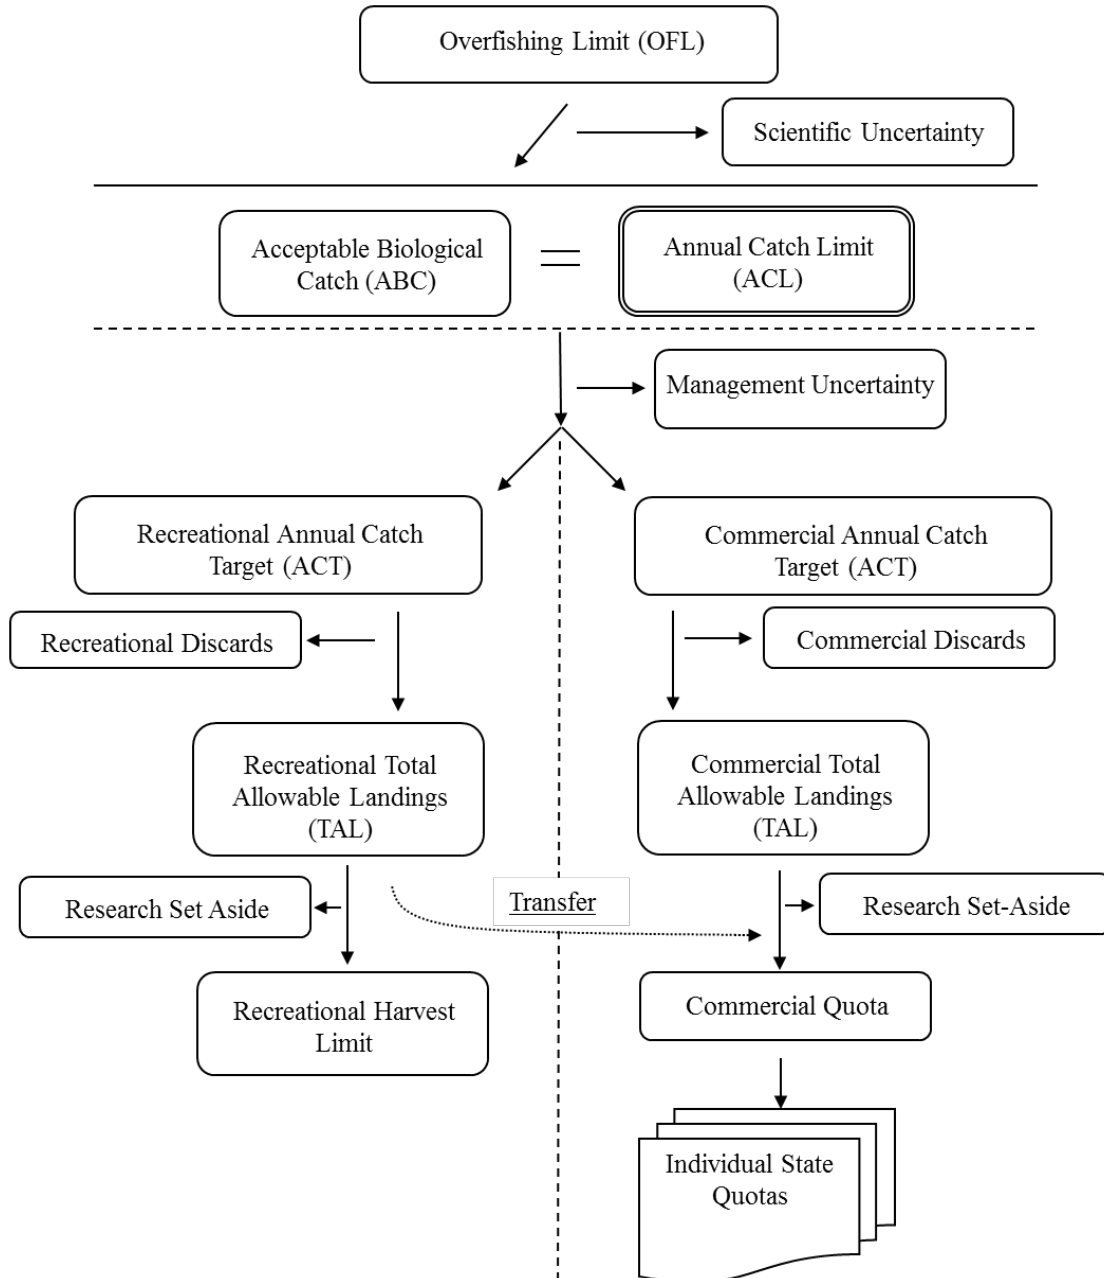 Overfishing Limit (OFL)
Scientific Uncertainty
Acceptable Biological
Catch (ABC)
=
Annual Catch Limit
(ACL)
Management Uncertainty
Recreational Annual Catch
Target (ACT)
Commercial Annual Catch
Target (ACT)
Recreational Discards
Commercial Discards
Recreational Total
Allowable Landings
(TAL)
Commercial Total
Allowable Landings
(TAL)
Research Set Aside
Transfer
Research Set-Aside
Recreational Harvest
Limit
Commercial Quota
Individual State
Quotas